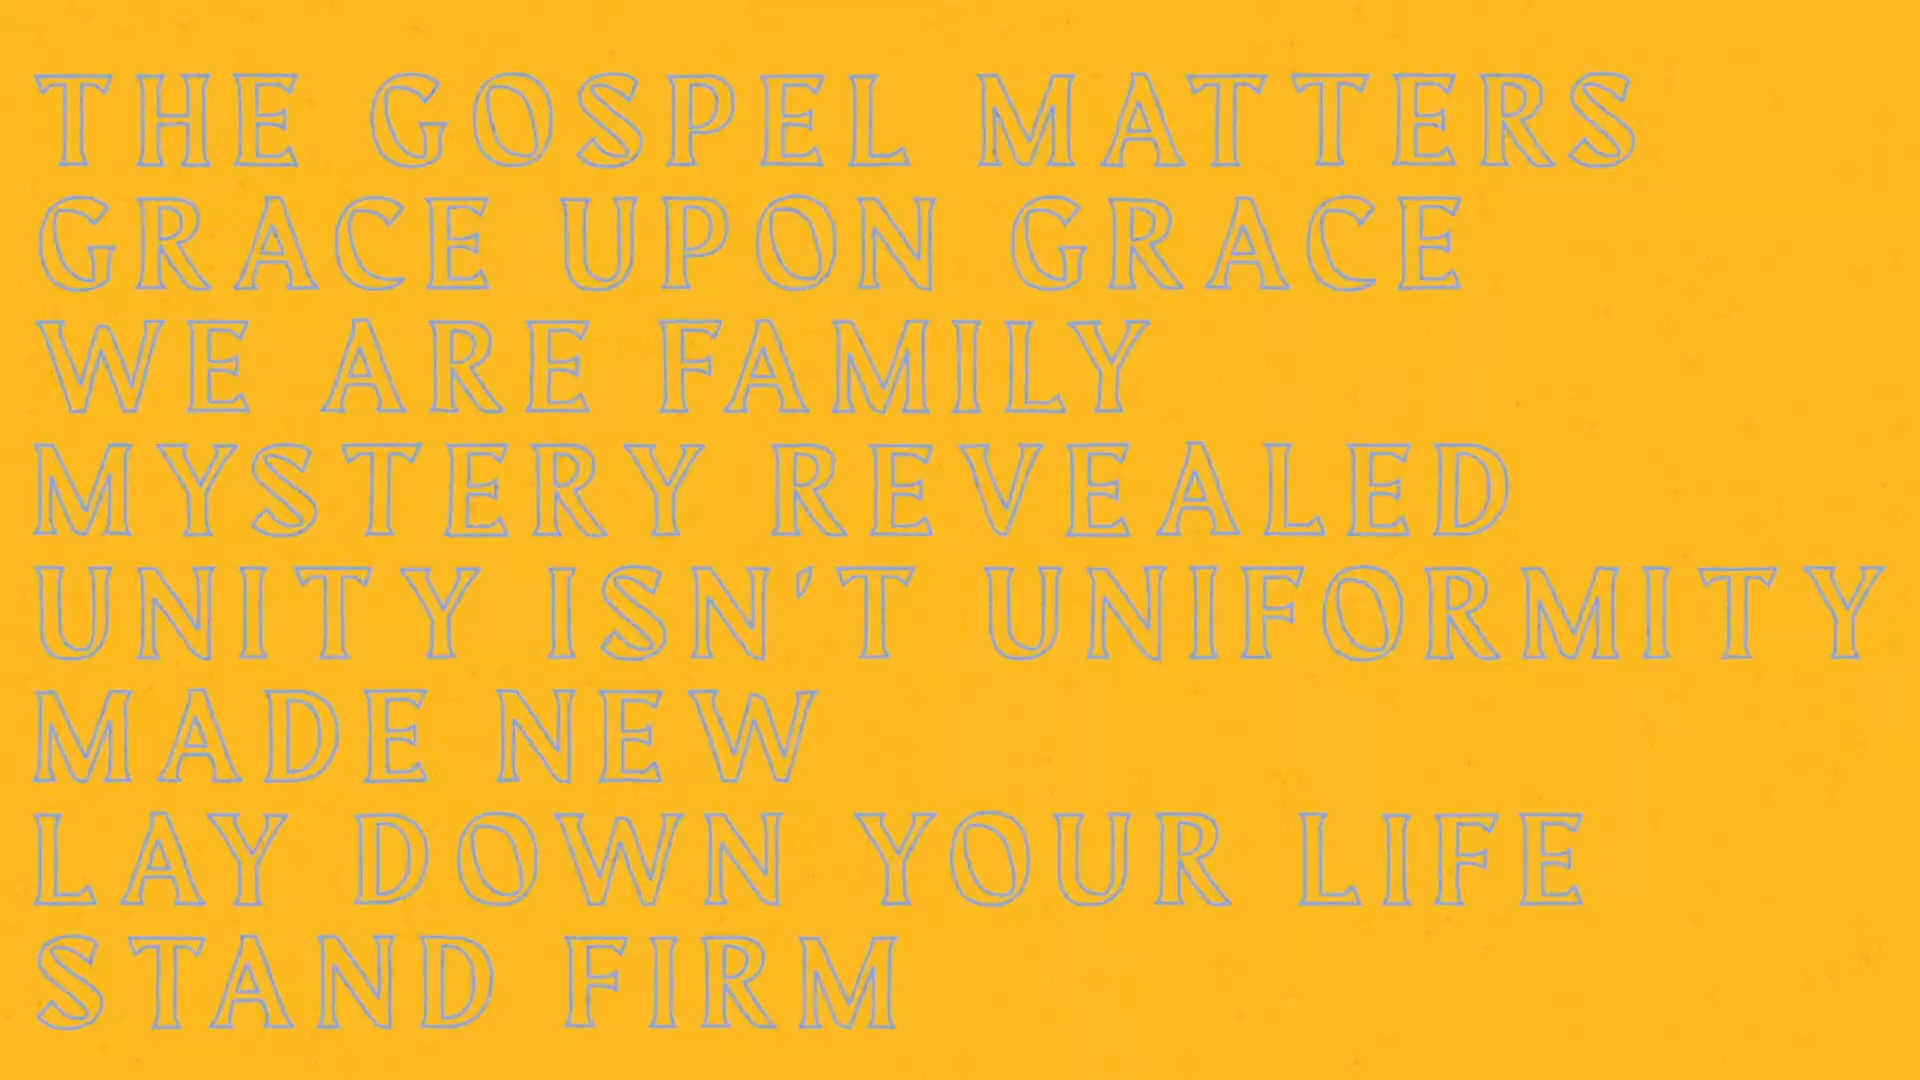 THE GOSPEL MATTERS
GRACE UPON GRACE
WE ARE FAMILY
MYSTERY REVEALED
UNITY ISN'T UNIFORMITY
MADE NEW
LAY DOWN YOUR LIFE
STAND FIRM